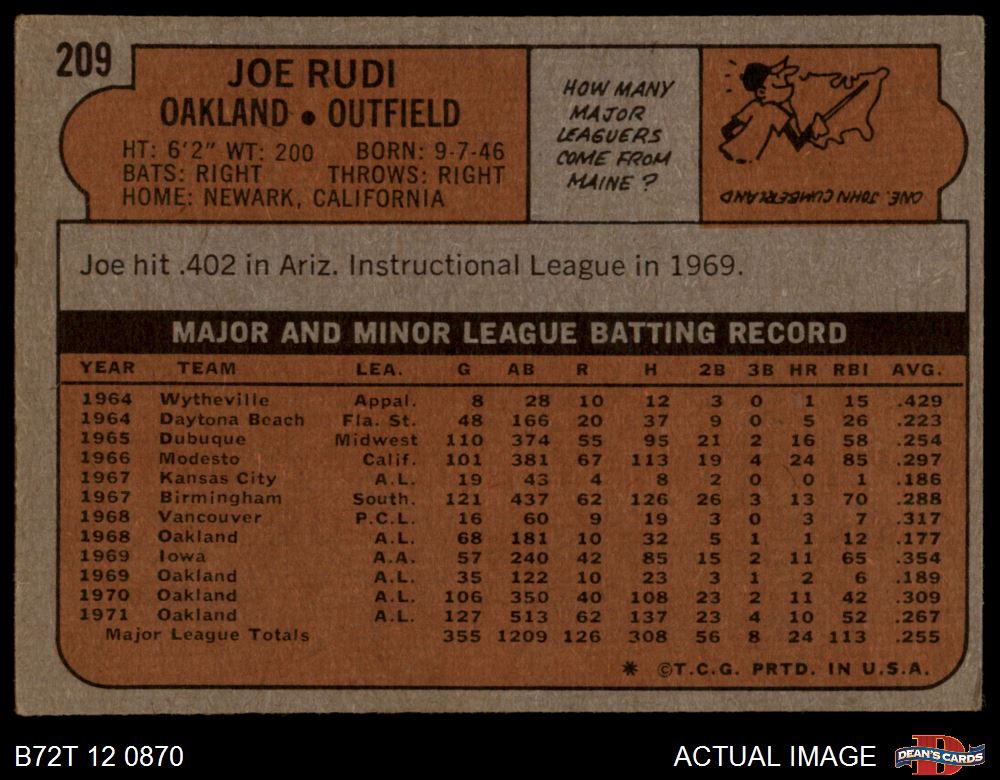 209
JOE RUDI
OAKLAND • OUTFIELD
HT: 6'2" WT: 200 BORN: 9-7-46
BATS: RIGHT THROWS: RIGHT
HOME: NEWARK, CALIFORNIA
HOW MANY
MAJOR
LEAGUERS
COME FROM
MAINE?
ONE. JOHN CUMBERLAND
Joe hit .402 in Ariz. Instructional League in 1969.
MAJOR AND MINOR LEAGUE BATTING RECORD
YEAR TEAM LEA. G AB R H 2B 3B HR RBI AVG.
1964 Wytheville Appal. 8 28 10 12 3 0 1 15 .429
1964 Daytona Beach Fla. St. 48 166 20 37 9 0 5 26 .223
1965 Dubuque Midwest 110 374 55 95 21 2 16 58 .254
1966 Modesto Calif. 101 381 67 113 19 4 24 85 .297
1967 Kansas City A.L. 19 43 4 8 2 0 0 1 .186
1967 Birmingham South. 121 437 62 126 26 3 13 70 .288
1968 Vancouver P.C.L. 16 60 9 19 3 0 3 7 .317
1968 Oakland A.L. 68 181 10 32 5 1 1 12 .177
1969 Iowa A.A. 57 240 42 85 15 2 11 65 .354
1969 Oakland A.L. 35 122 10 23 3 1 2 6 .189
1970 Oakland A.L. 106 350 40 108 23 2 11 42 .309
1971 Oakland A.L. 127 513 62 137 23 4 10 52 .267
Major League Totals 355 1209 126 308 56 8 24 113 .255
* ©T.C.G. PRTD. IN U.S.A.
B72T 12 0870
ACTUAL IMAGE
D
DEAN'S CARDS